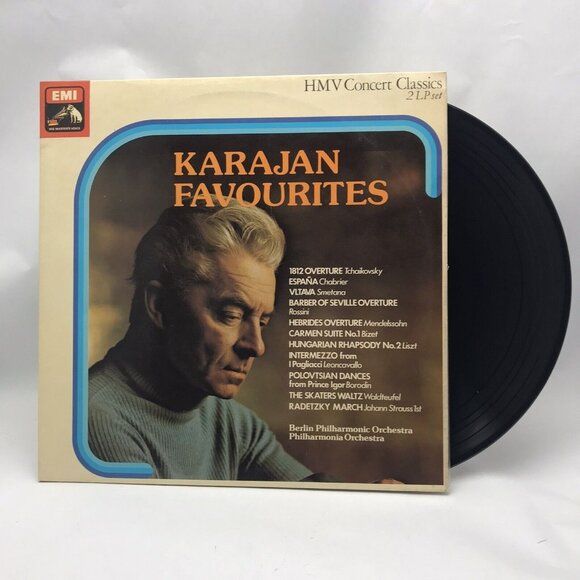 EMI
HIS MASTER'S VOICE
HMV Concert Classics
2 LP set
KARAJAN
FAVOURITES
1812 OVERTURE Tchaikovsky
ESPAÑA Chabrier
VLTAVA Smetana
BARBER OF SEVILLE OVERTURE
Rossini
HEBRIDES OVERTURE Mendelssohn
CARMEN SUITE No.1 Bizet
HUNGARIAN RHAPSODY No.2 Liszt
INTERMEZZO from
I Pagliacci Leoncavallo
POLOVTSIAN DANCES
from Prince Igor Borodin
THE SKATERS WALTZ Waldteufel
RADETZKY MARCH Johann Strauss 1st
Berlin Philharmonic Orchestra
Philharmonia Orchestra